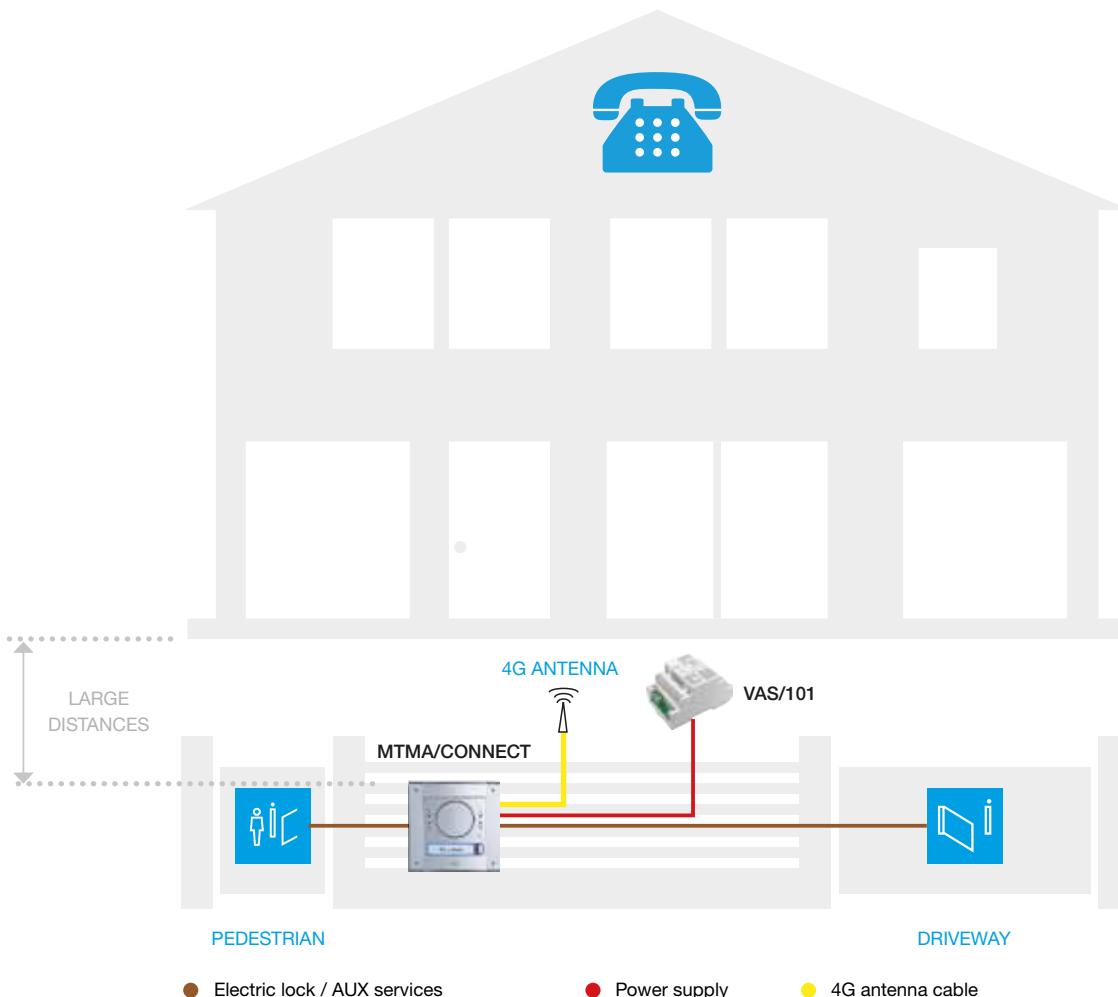 4G ANTENNA
VAS/101
LARGE
DISTANCES
MTMA/CONNECT
PEDESTRIAN
DRIVEWAY
Electric lock / AUX services
Power supply
4G antenna cable